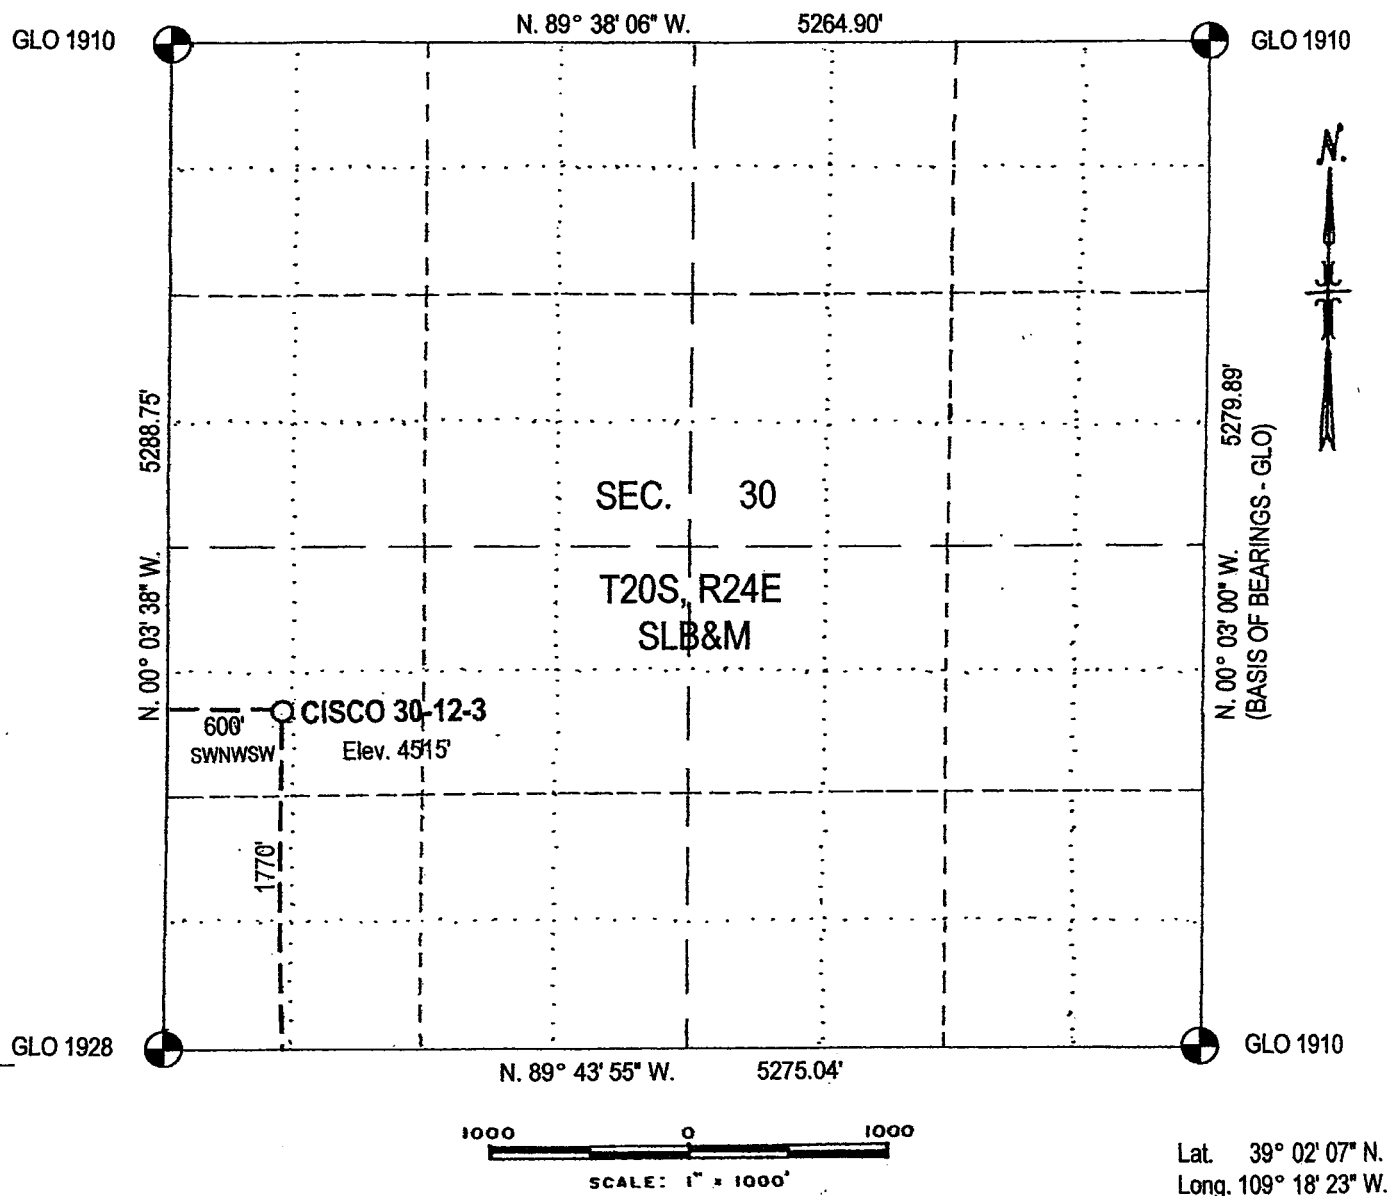 N. 89° 38' 06" W. 5264.90'
GLO 1910
GLO 1910
N.
5288.75'
N. 00° 03' 38" W.
5279.89'
N. 00° 03' 00" W.
(BASIS OF BEARINGS - GLO)
SEC. 30
T20S, R24E
SLB&M
CISCO 30-12-3
600'
SWNWSW
Elev. 4515'
1770'
GLO 1928
GLO 1910
N. 89° 43' 55" W. 5275.04'
1000 0 1000
SCALE: 1" = 1000'
Lat. 39° 02' 07" N.
Long. 109° 18' 23" W.